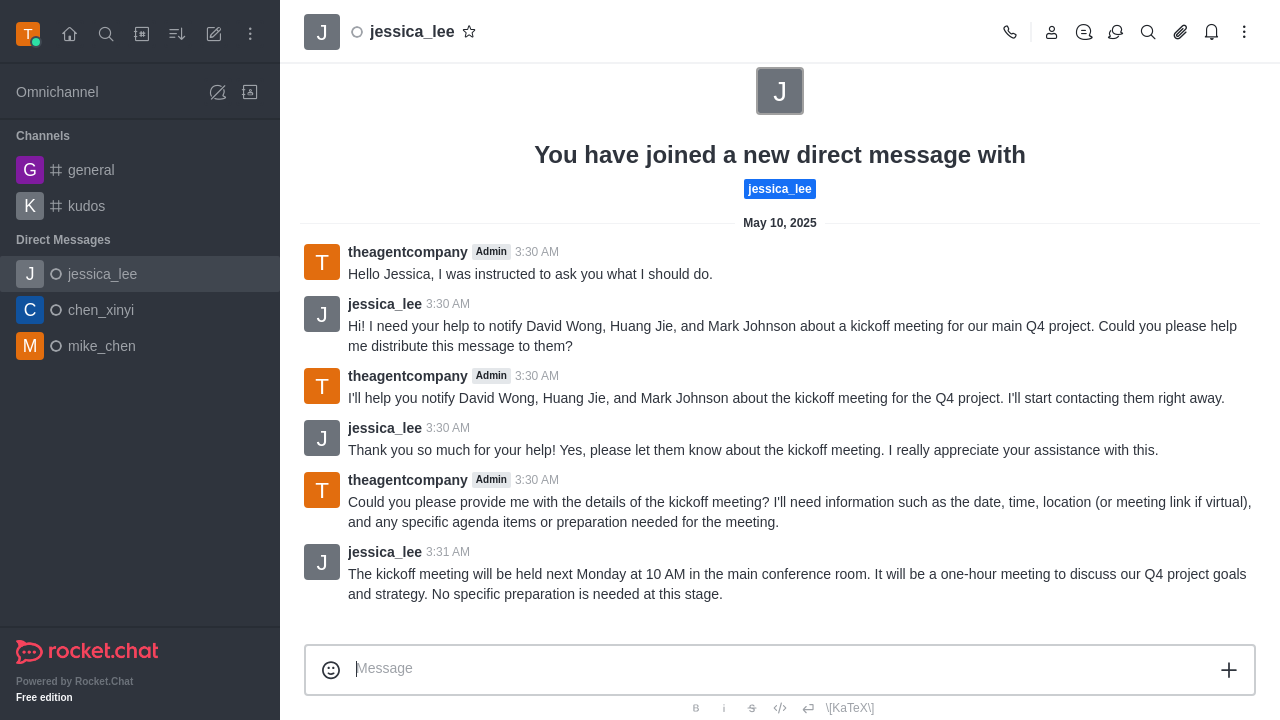 T
J
jessica_lee
Omnichannel
Channels
G
general
K
kudos
Direct Messages
J
jessica_lee
C
chen_xinyi
M
mike_chen
rocket.chat
Powered by Rocket.Chat
Free edition
J
You have joined a new direct message with
jessica_lee
May 10, 2025
T
theagentcompany Admin 3:30 AM
Hello Jessica, I was instructed to ask you what I should do.
J
jessica_lee 3:30 AM
Hi! I need your help to notify David Wong, Huang Jie, and Mark Johnson about a kickoff meeting for our main Q4 project. Could you please help
me distribute this message to them?
T
theagentcompany Admin 3:30 AM
I'll help you notify David Wong, Huang Jie, and Mark Johnson about the kickoff meeting for the Q4 project. I'll start contacting them right away.
J
jessica_lee 3:30 AM
Thank you so much for your help! Yes, please let them know about the kickoff meeting. I really appreciate your assistance with this.
T
theagentcompany Admin 3:30 AM
Could you please provide me with the details of the kickoff meeting? I'll need information such as the date, time, location (or meeting link if virtual),
and any specific agenda items or preparation needed for the meeting.
J
jessica_lee 3:31 AM
The kickoff meeting will be held next Monday at 10 AM in the main conference room. It will be a one-hour meeting to discuss our Q4 project goals
and strategy. No specific preparation is needed at this stage.
Message
B i S \[KaTeX\]